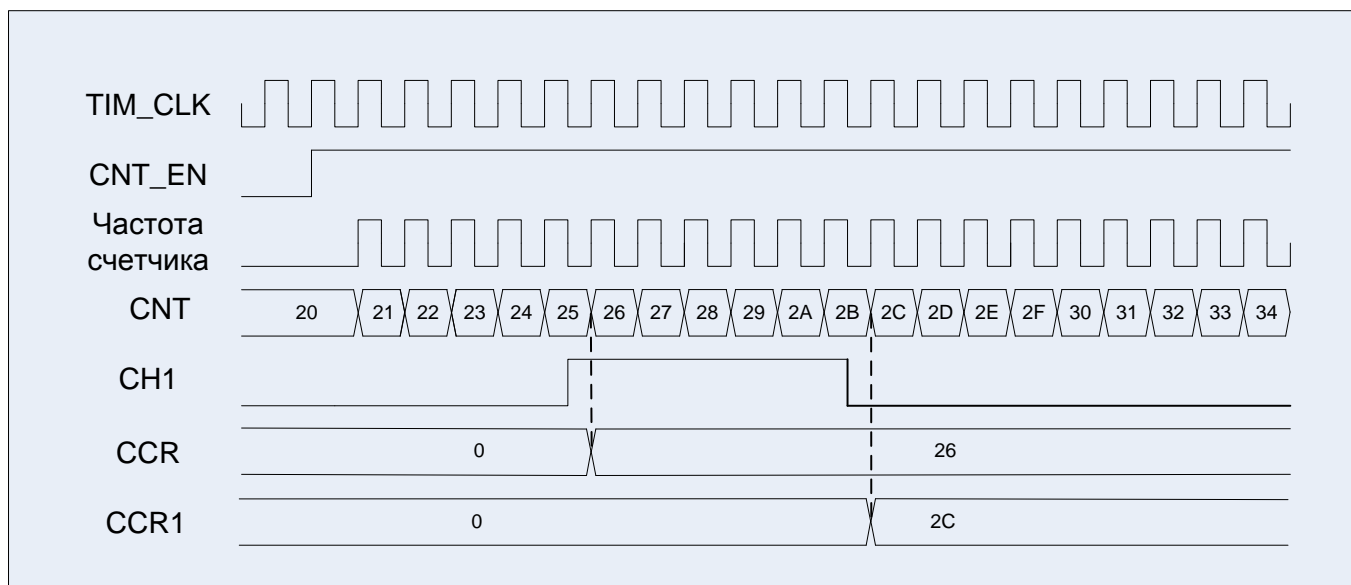 TIM_CLK
CNT_EN
Частота
счетчика
CNT 20 21 22 23 24 25 26 27 28 29 2A 2B 2C 2D 2E 2F 30 31 32 33 34
CH1
CCR 0 26
CCR1 0 2C